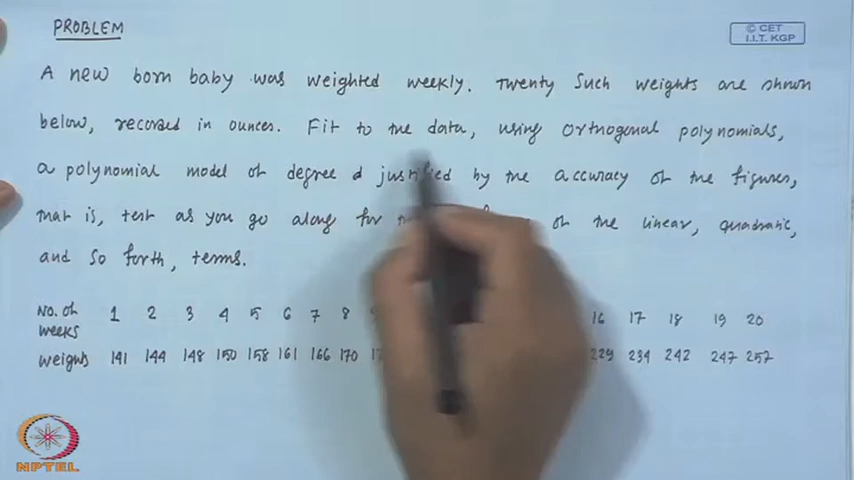 PROBLEM
© CET
I.I.T. KGP
A new born baby was weighted weekly. Twenty Such weights are shown
below, recorded in ounces. Fit to the data, using orthogonal polynomials,
a polynomial model of degree d justified by the accuracy of the figures,
that is, test as you go along for of the linear, quadratic,
and so forth, terms.
No. of 1 2 3 4 5 6 7 8 16 17 18 19 20
weeks
weights 141 144 148 150 158 161 166 170 229 234 242 247 257
NPTEL